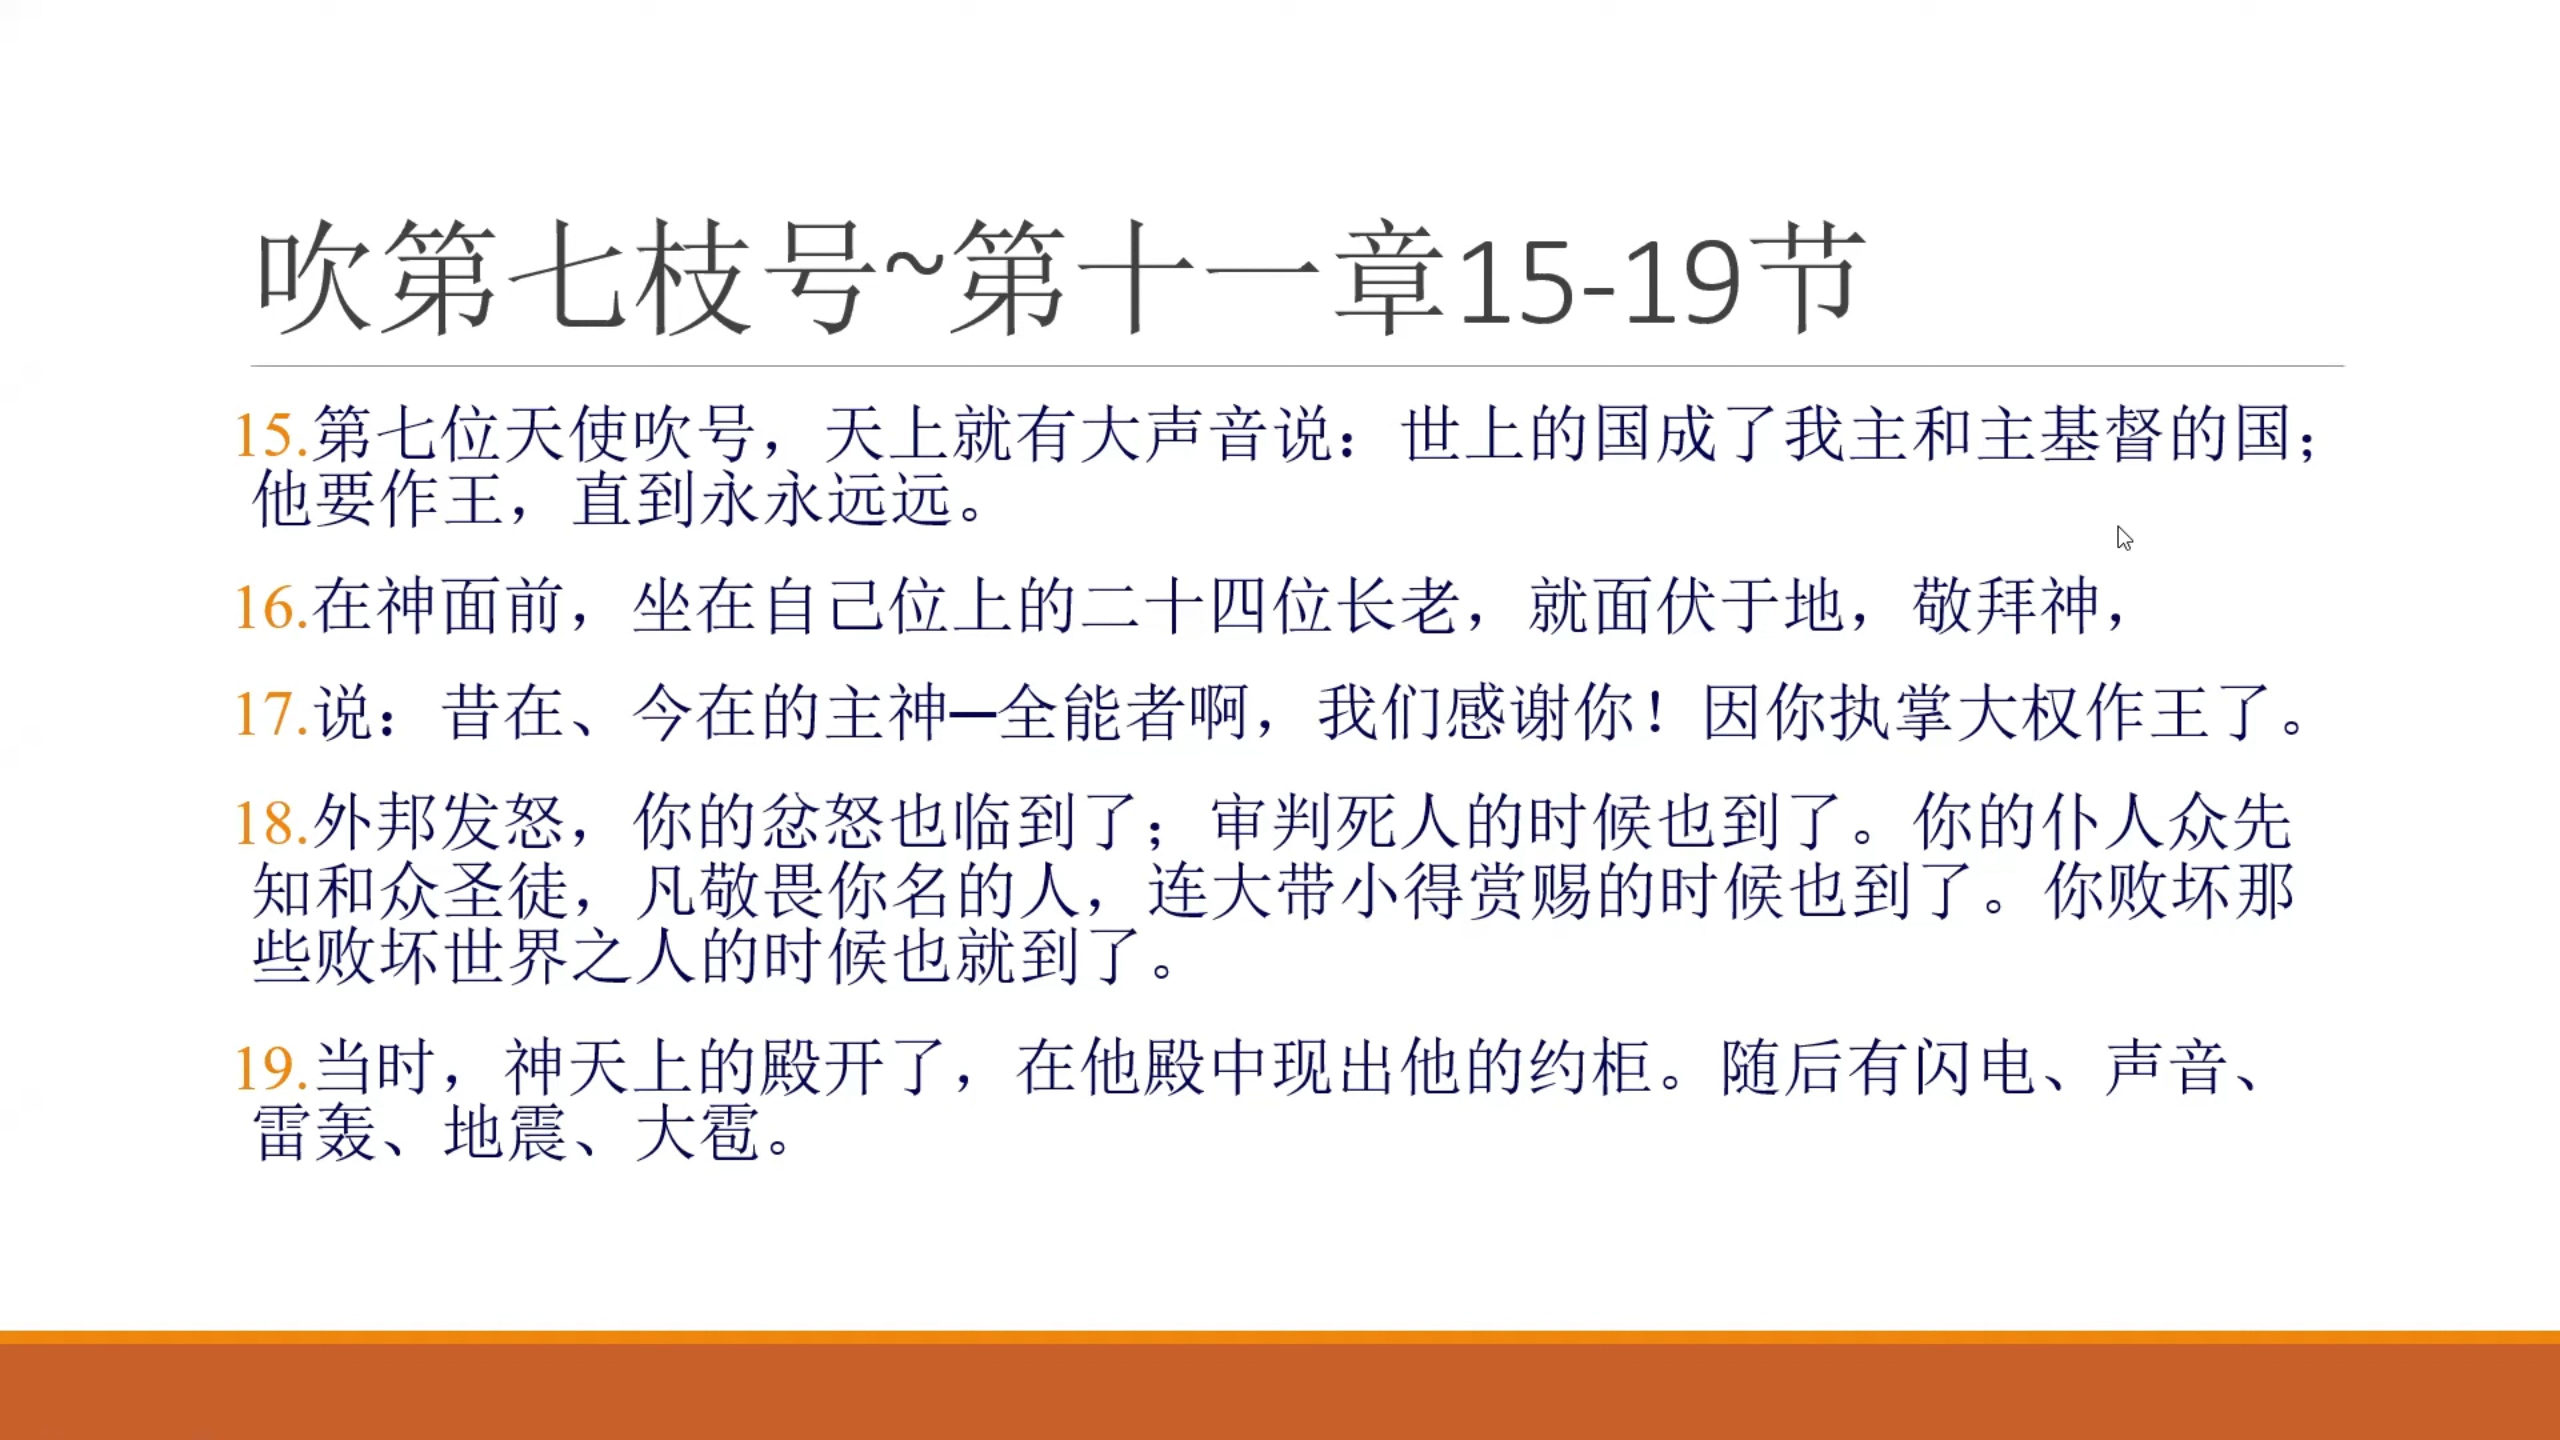 吹第七枝号~第十一章15-19节
15.第七位天使吹号，天上就有大声音说：世上的国成了我主和主基督的国；
他要作王，直到永永远远。
16.在神面前，坐在自己位上的二十四位长老，就面伏于地，敬拜神，
17.说：昔在、今在的主神─全能者啊，我们感谢你！因你执掌大权作王了。
18.外邦发怒，你的忿怒也临到了；审判死人的时候也到了。你的仆人众先
知和众圣徒，凡敬畏你名的人，连大带小得赏赐的时候也到了。你败坏那
些败坏世界之人的时候也就到了。
19.当时，神天上的殿开了，在他殿中现出他的约柜。随后有闪电、声音、
雷轰、地震、大雹。